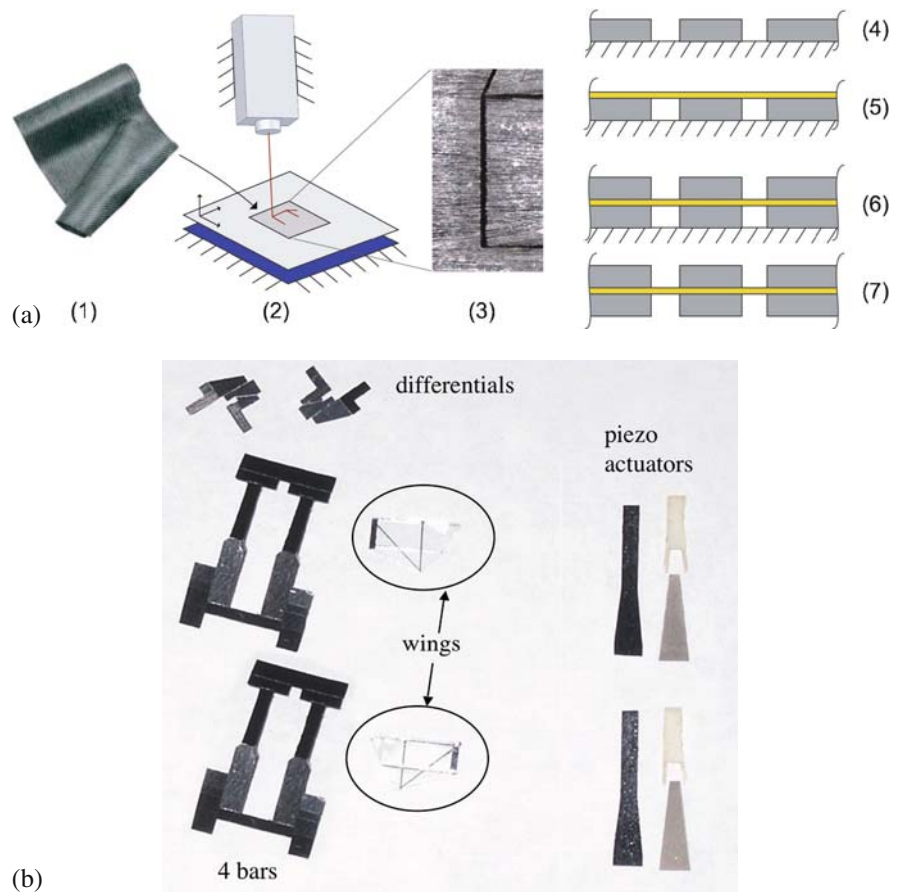 (4)
(5)
(6)
(7)
(a)
(1)
(2)
(3)
differentials
piezo
actuators
wings
4 bars
(b)